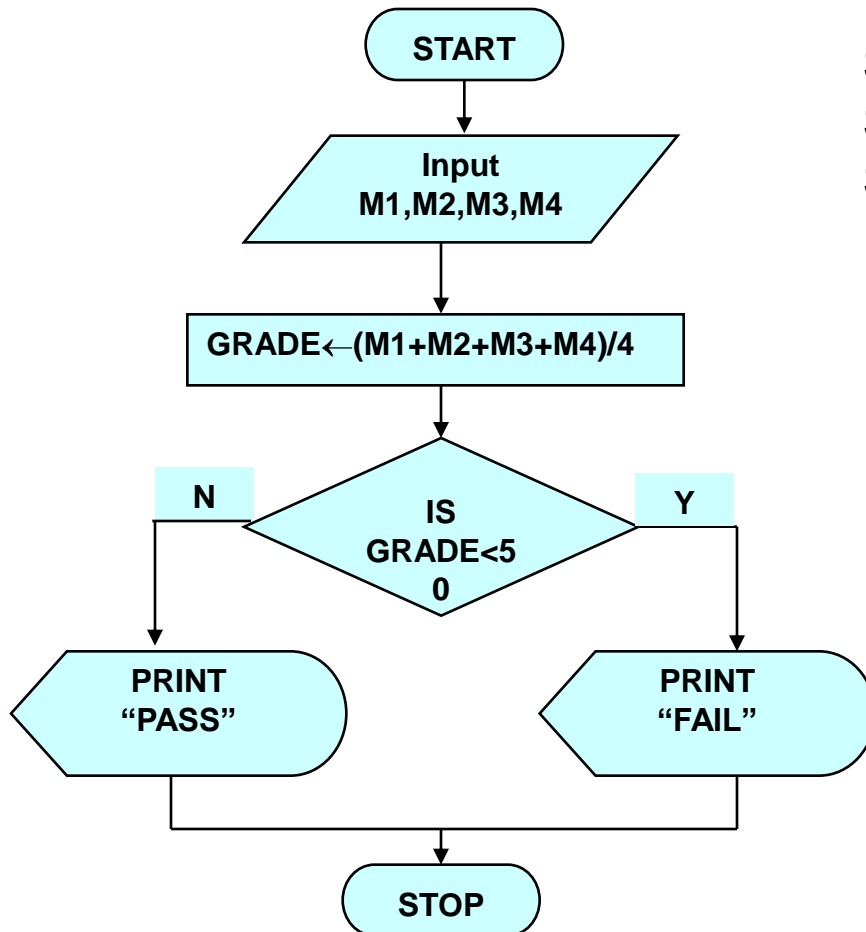 START
Input
M1,M2,M3,M4
GRADE←(M1+M2+M3+M4)/4
N
IS
GRADE<5
0
Y
PRINT
“PASS”
PRINT
“FAIL”
STOP